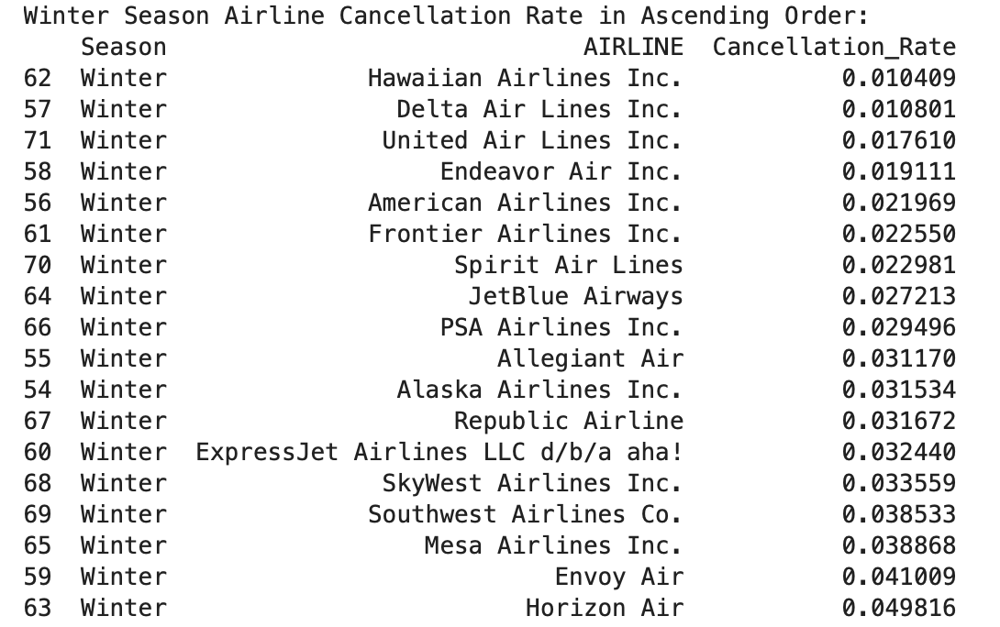 Winter Season Airline Cancellation Rate in Ascending Order:
Season AIRLINE Cancellation_Rate
62 Winter Hawaiian Airlines Inc. 0.010409
57 Winter Delta Air Lines Inc. 0.010801
71 Winter United Air Lines Inc. 0.017610
58 Winter Endeavor Air Inc. 0.019111
56 Winter American Airlines Inc. 0.021969
61 Winter Frontier Airlines Inc. 0.022550
70 Winter Spirit Air Lines 0.022981
64 Winter JetBlue Airways 0.027213
66 Winter PSA Airlines Inc. 0.029496
55 Winter Allegiant Air 0.031170
54 Winter Alaska Airlines Inc. 0.031534
67 Winter Republic Airline 0.031672
60 Winter ExpressJet Airlines LLC d/b/a aha! 0.032440
68 Winter SkyWest Airlines Inc. 0.033559
69 Winter Southwest Airlines Co. 0.038533
65 Winter Mesa Airlines Inc. 0.038868
59 Winter Envoy Air 0.041009
63 Winter Horizon Air 0.049816